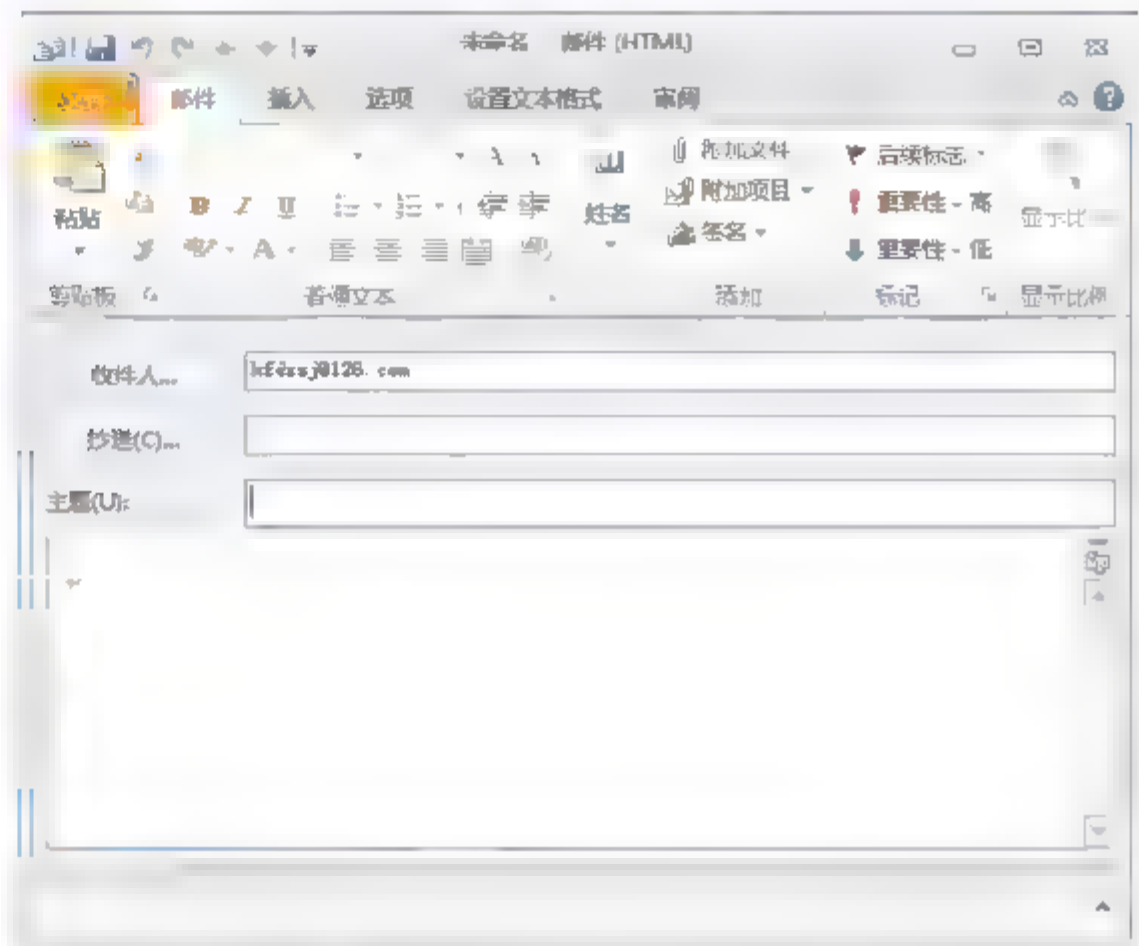 未命名 邮件 (HTML)
邮件 插入 选项 设置文本格式 审阅
附加文件 后续标志
粘贴 B I U 姓名 附加项目 重要性 - 高 显示比
A 签名 重要性 - 低
剪贴板 普通文本 添加 标记 显示比例
收件人...
抄送(C)...
主题(U):